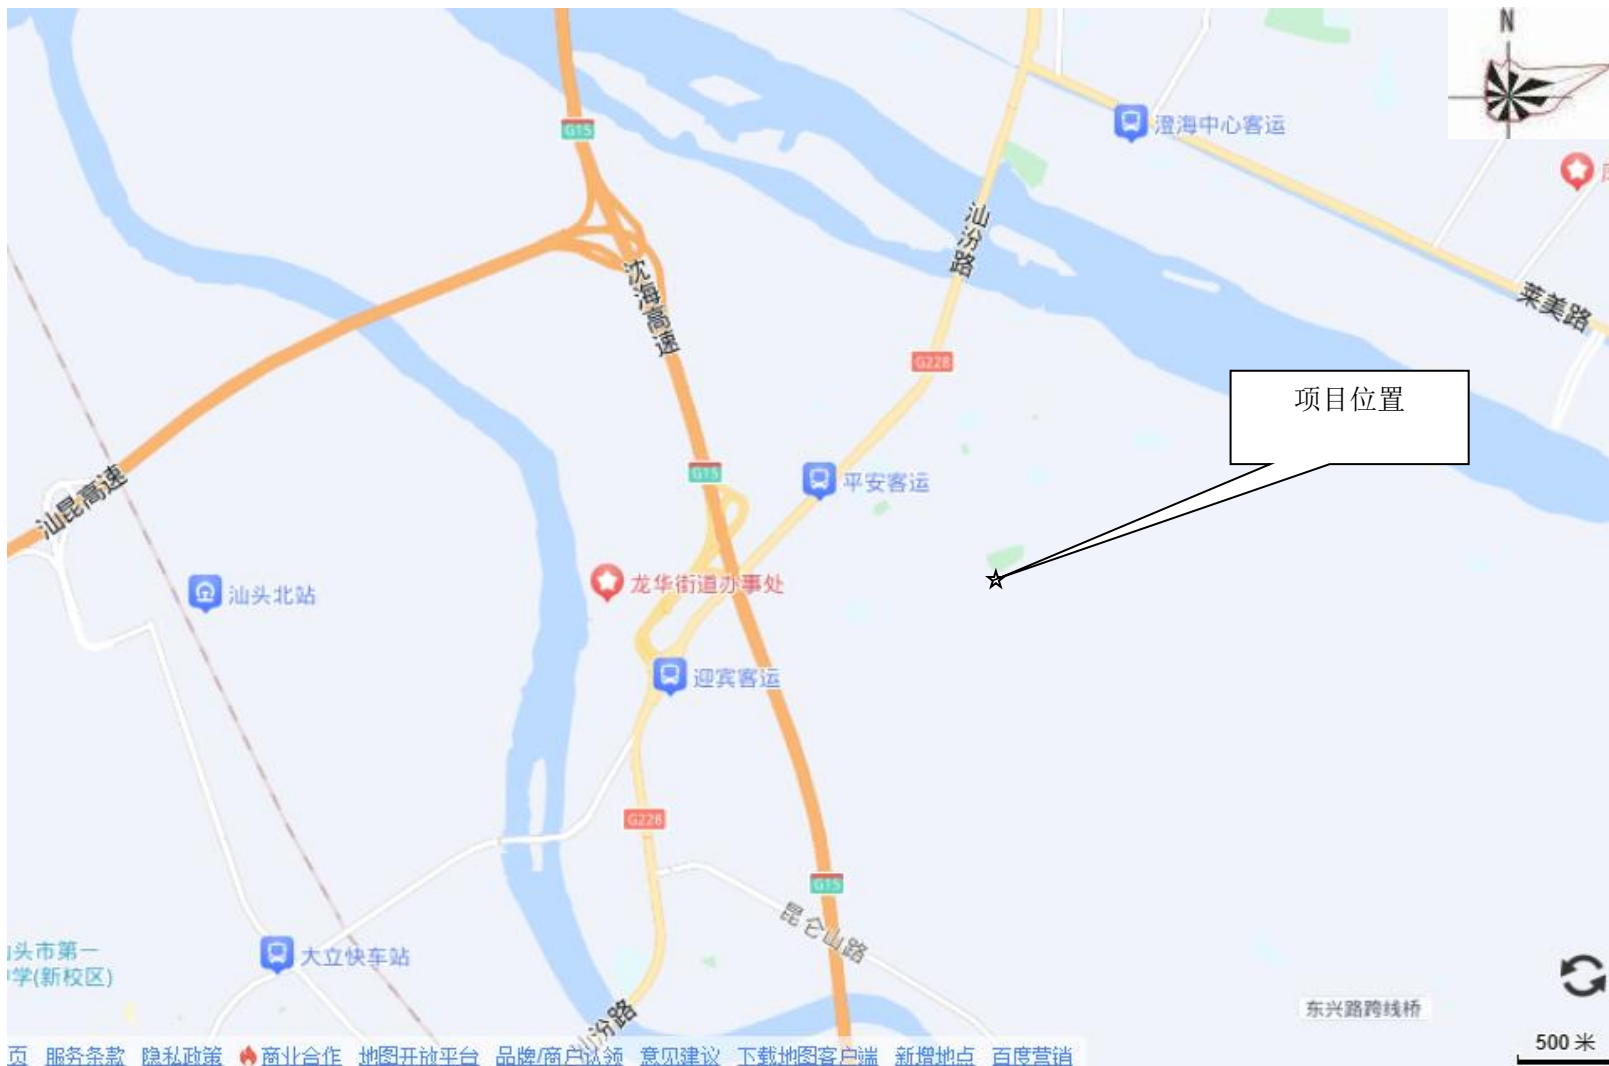 N
G15
澄海中心客运
汕汾路
沈海高速
莱美路
G228
项目位置
G15
平安客运
汕昆高速
汕头北站
龙华街道办事处
迎宾客运
G228
G15
昆仑山路
头市第一
学(新校区)
大立快车站
东兴路跨线桥
汕汾路
500 米
页 服务条款 隐私政策 商业合作 地图开放平台 品牌/商户认领 意见建议 下载地图客户端 新增地点 百度营销